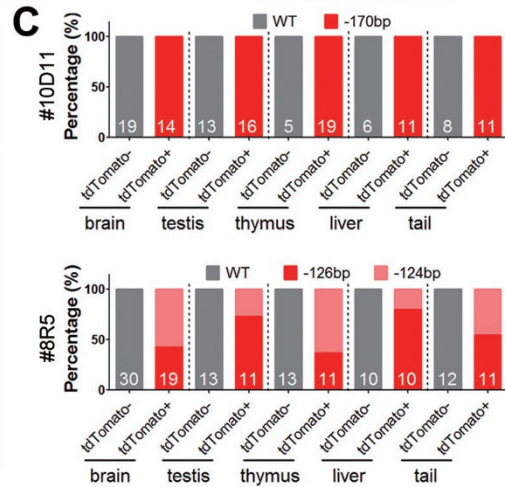 C
WT -170bp
#10D11
Percentage (%)
100
50
0
19 14 13 16 5 19 6 11 8 11
tdTomato- tdTomato+ tdTomato- tdTomato+ tdTomato- tdTomato+ tdTomato- tdTomato+ tdTomato- tdTomato+
brain testis thymus liver tail
WT -126bp -124bp
#8R5
Percentage (%)
100
50
0
30 19 13 11 13 11 10 10 12 11
tdTomato- tdTomato+ tdTomato- tdTomato+ tdTomato- tdTomato+ tdTomato- tdTomato+ tdTomato- tdTomato+
brain testis thymus liver tail